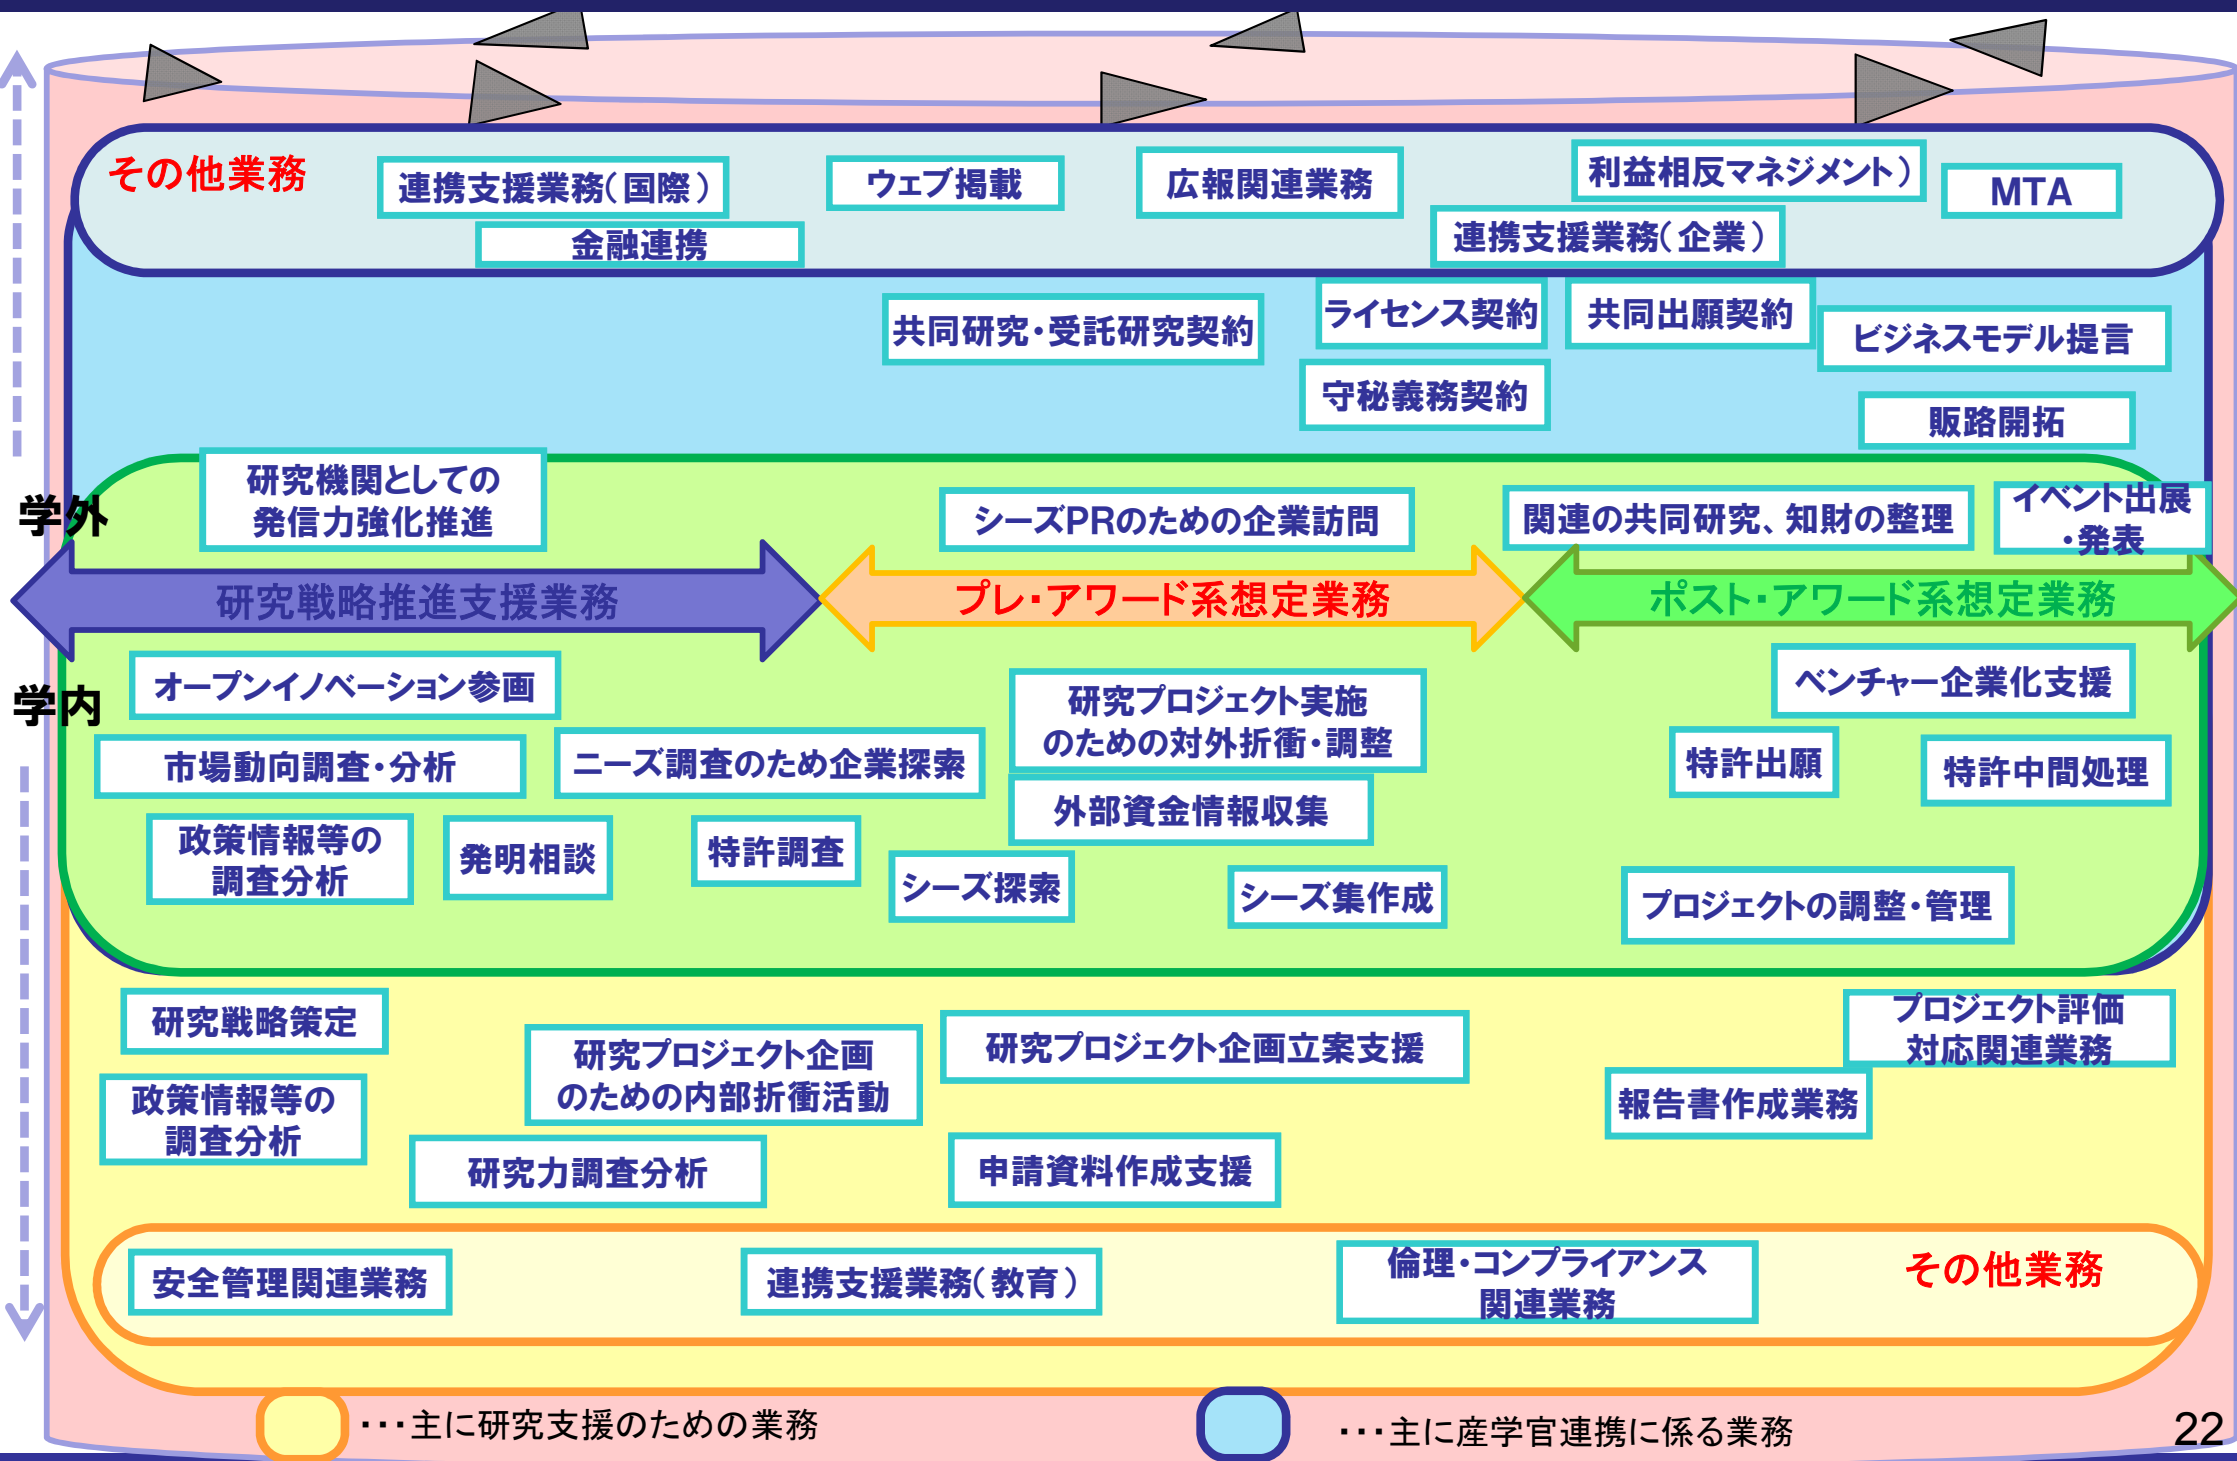 その他業務
連携支援業務(国際)
金融連携
ウェブ掲載
広報関連業務
利益相反マネジメント)
連携支援業務(企業)
MTA
共同研究・受託研究契約
ライセンス契約
共同出願契約
ビジネスモデル提言
守秘義務契約
販路開拓
学外
研究機関としての
発信力強化推進
シーズPRのための企業訪問
関連の共同研究、知財の整理
イベント出展
・発表
研究戦略推進支援業務
プレ・アワード系想定業務
ポスト・アワード系想定業務
学内
オープンイノベーション参画
市場動向調査・分析
ニーズ調査のため企業探索
研究プロジェクト実施
のための対外折衝・調整
ベンチャー企業化支援
特許出願
特許中間処理
外部資金情報収集
政策情報等の
調査分析
発明相談
特許調査
シーズ探索
シーズ集作成
プロジェクトの調整・管理
研究戦略策定
研究プロジェクト企画
のための内部折衝活動
研究プロジェクト企画立案支援
プロジェクト評価
対応関連業務
政策情報等の
調査分析
報告書作成業務
研究力調査分析
申請資料作成支援
安全管理関連業務
連携支援業務(教育)
倫理・コンプライアンス
関連業務
その他業務
・・・主に研究支援のための業務
・・・主に産学官連携に係る業務
22